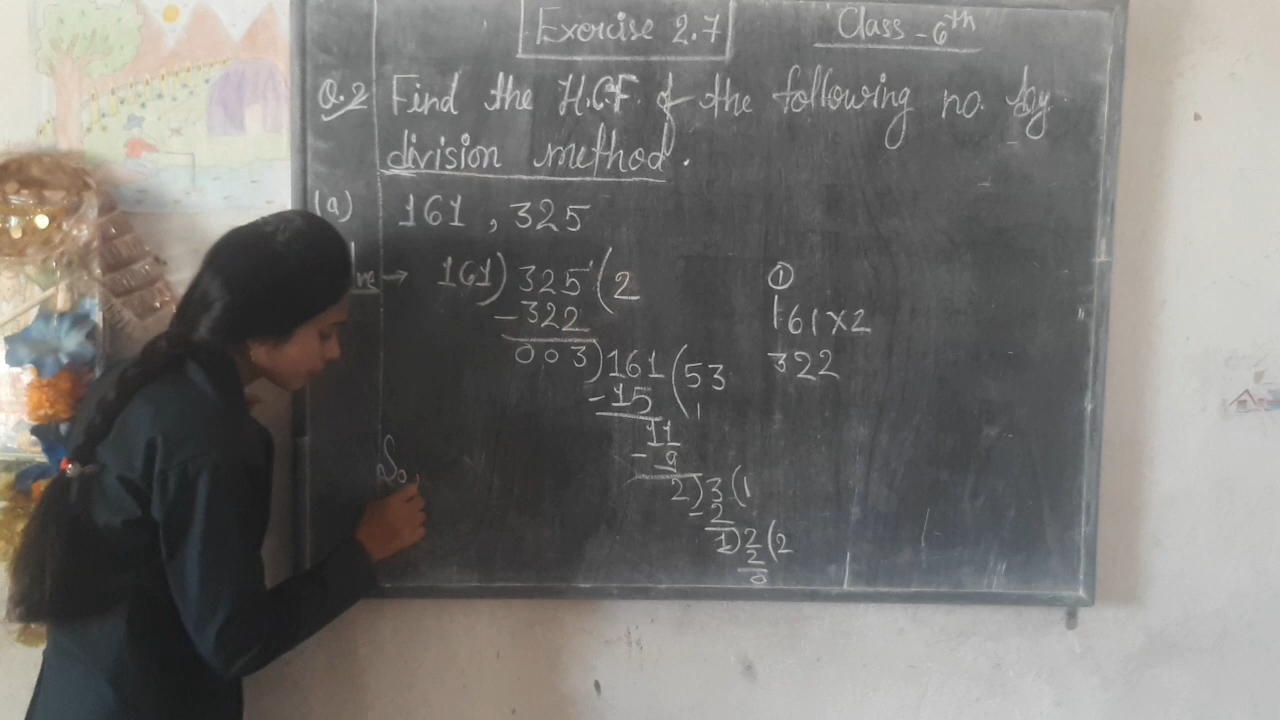 Exercise 2.7
Class - 6th
Q.2 Find the H.C.F. of the following no. by
division method.
(a) 161, 325
→ 161) 325 (2
-322
003) 161 (53
-15
11
-9
2) 3 (1
-2
1) 2 (2
2
0
①
161×2
322
So,